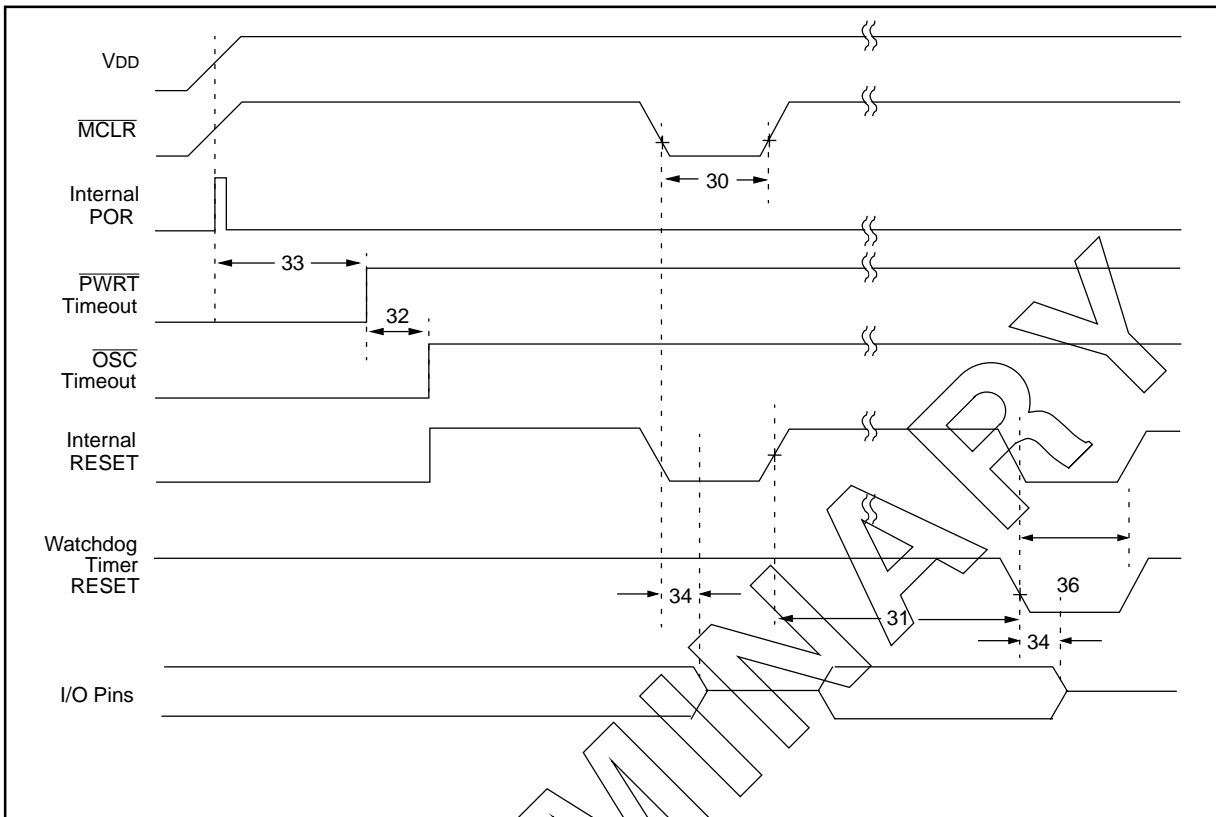 VDD
MCLR
Internal
POR
30
33
PWRT
Timeout
32
OSC
Timeout
Internal
RESET
Watchdog
Timer
RESET
34
36
31
34
I/O Pins
MINARY